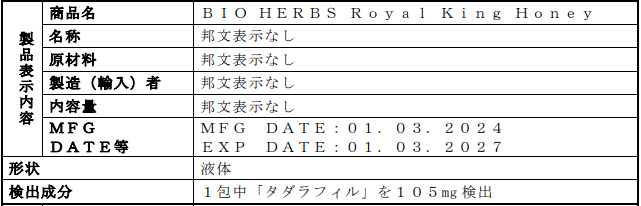 製品表示内容
商品名 ＢＩＯ ＨＥＲＢＳ Ｒｏｙａｌ Ｋｉｎｇ Ｈｏｎｅｙ
名称 邦文表示なし
原材料 邦文表示なし
製造（輸入）者 邦文表示なし
内容量 邦文表示なし
ＭＦＧ ＭＦＧ ＤＡＴＥ：０１．０３．２０２４
ＤＡＴＥ等 ＥＸＰ ＤＡＴＥ：０１．０３．２０２７
形状 液体
検出成分 １包中「タダラフィル」を１０５㎎検出